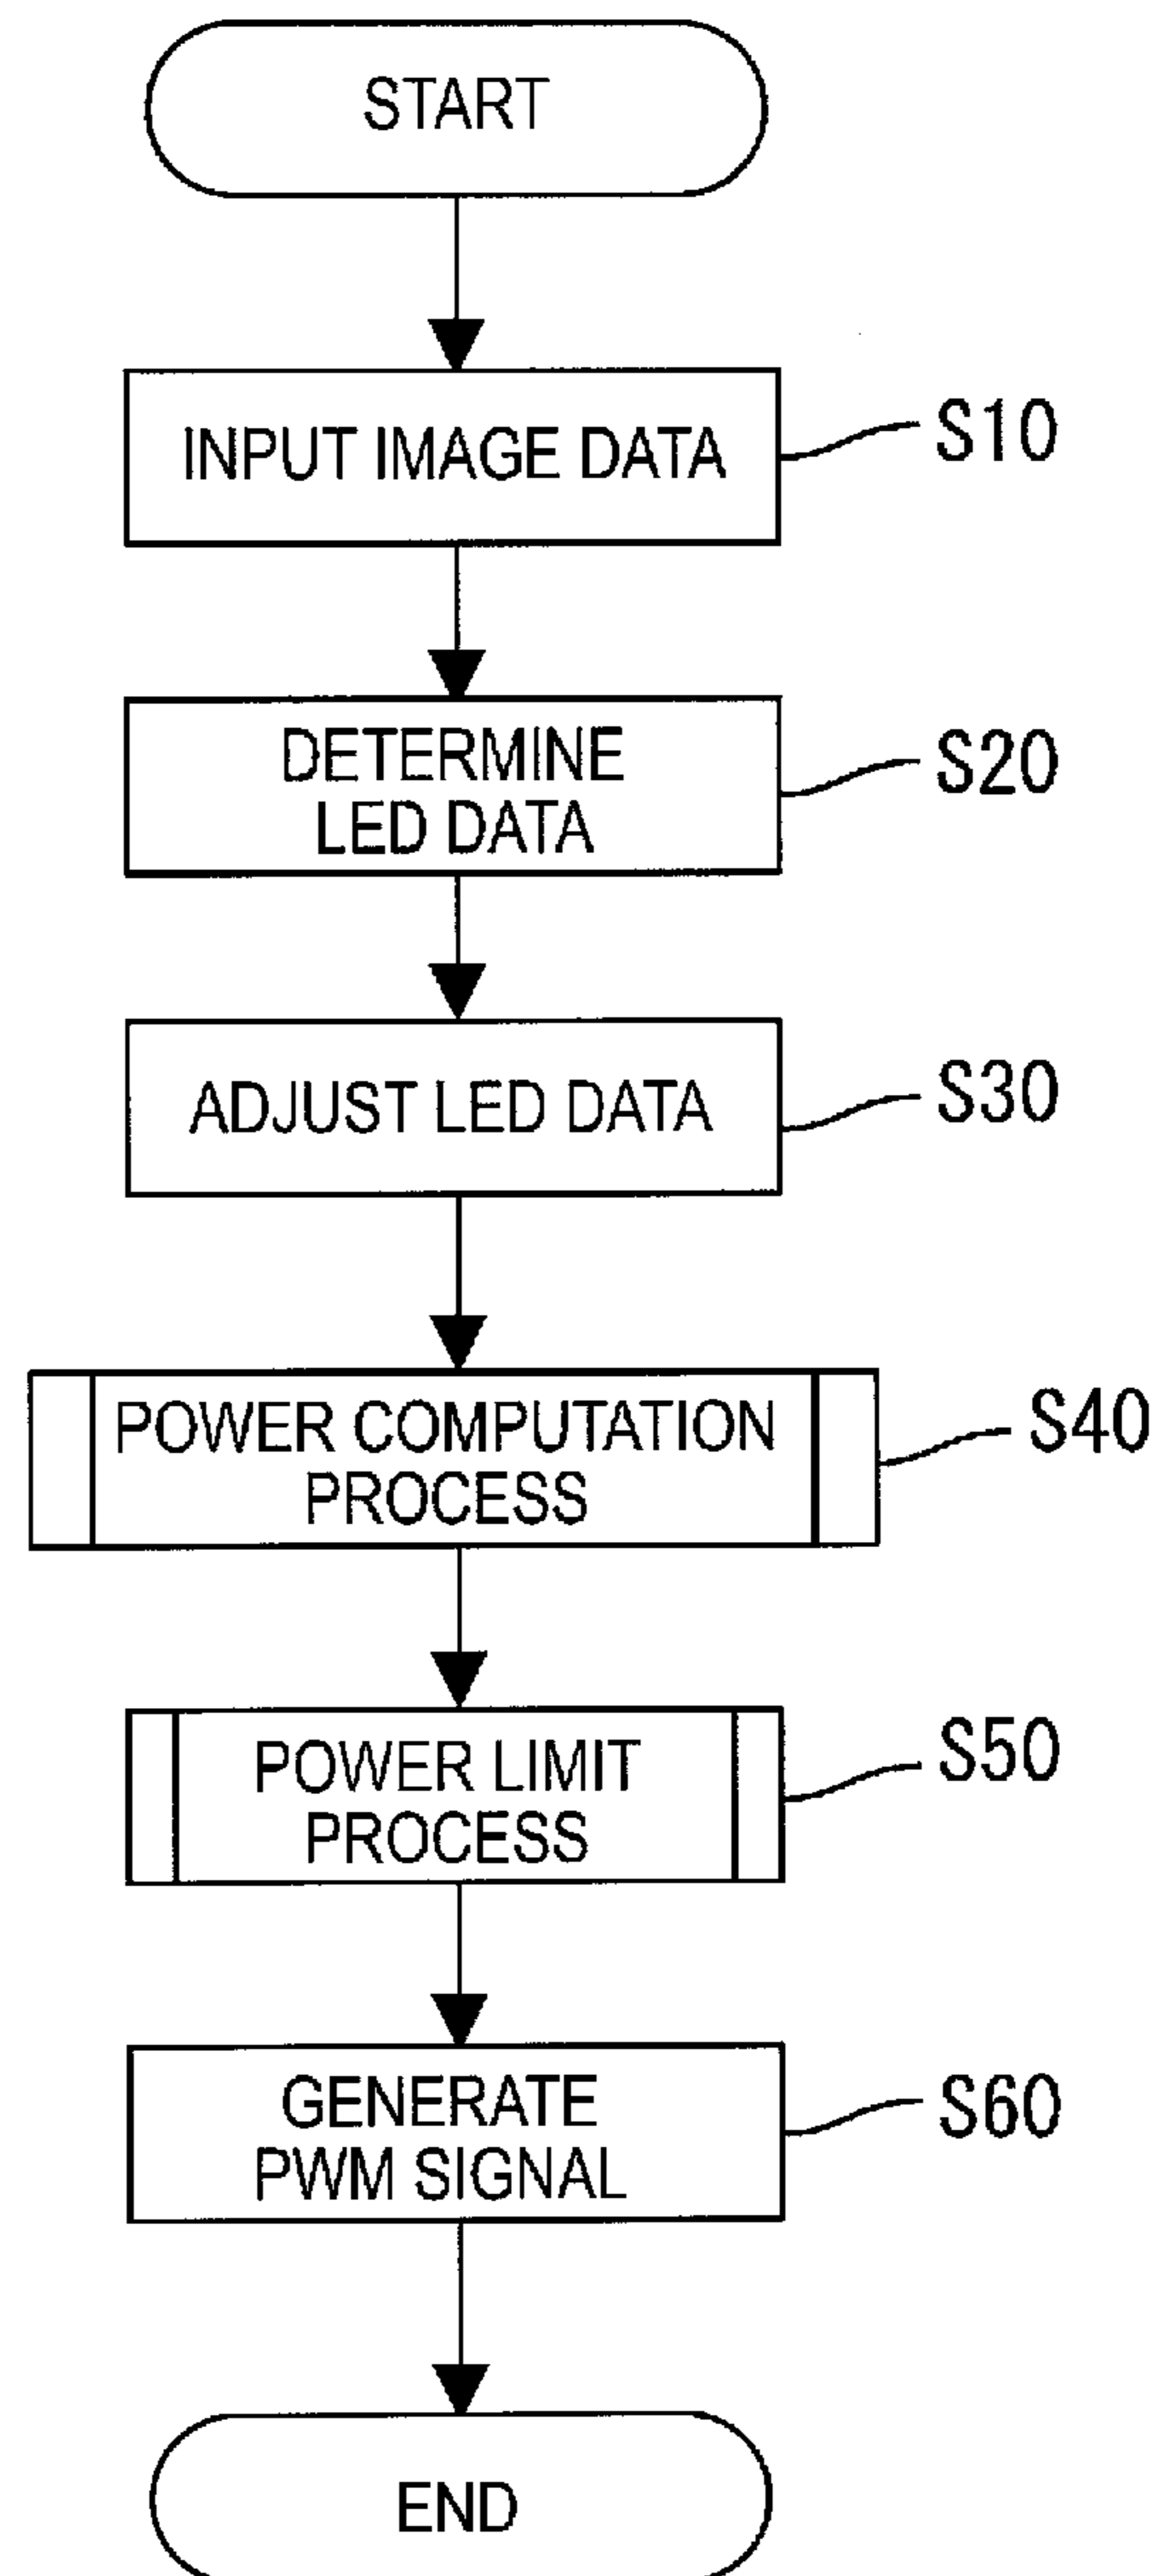 START
INPUT IMAGE DATA
S10
DETERMINE
LED DATA
S20
ADJUST LED DATA
S30
POWER COMPUTATION
PROCESS
S40
POWER LIMIT
PROCESS
S50
GENERATE
PWM SIGNAL
S60
END